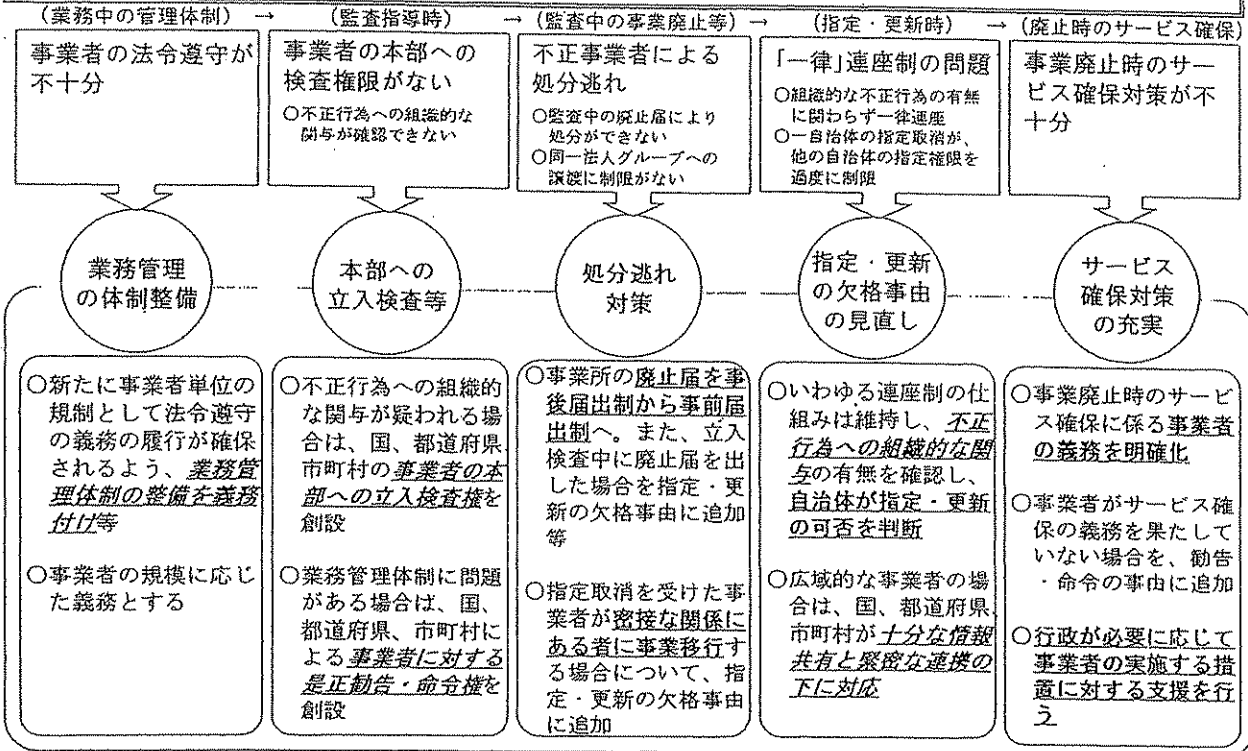 (業務中の管理体制) → (監査指導時) → (監査中の事業廃止等) → (指定・更新時) → (廃止時のサービス確保)
事業者の法令遵守が
不十分
事業者の本部への
検査権限がない
○不正行為への組織的な
関与が確認できない
不正事業者による
処分逃れ
○監査中の廃止届により
処分ができない
○同一法人グループへの
譲渡に制限がない
「一律」連座制の問題
○組織的な不正行為の有無
に関わらず一律連座
○一自治体の指定取消が、
他の自治体の指定権限を
過度に制限
事業廃止時のサー
ビス確保対策が不
十分
業務管理
の体制整備
本部への
立入検査等
処分逃れ
対策
指定・更新
の欠格事由
の見直し
サービス
確保対策
の充実
○新たに事業者単位の
規制として法令遵守
の義務の履行が確保
されるよう、業務管
理体制の整備を義務
付け等
○事業者の規模に応じ
た義務とする
○不正行為への組織的
な関与が疑われる場
合は、国、都道府県、
市町村の事業者の本
部への立入検査権を
創設
○業務管理体制に問題
がある場合は、国、
都道府県、市町村に
よる事業者に対する
是正勧告・命令権を
創設
○事業所の廃止届を事
後届出制から事前届
出制へ。また、立入
検査中に廃止届を出
した場合を指定・更
新の欠格事由に追加
等
○指定取消を受けた事
業者が密接な関係に
ある者に事業移行す
る場合について、指
定・更新の欠格事由
に追加
○いわゆる連座制の仕
組みは維持し、不正
行為への組織的な関
与の有無を確認し、
自治体が指定・更新
の可否を判断
○広域的な事業者の場
合は、国、都道府県、
市町村が十分な情報
共有と緊密な連携の
下に対応
○事業廃止時のサービ
ス確保に係る事業者
の義務を明確化
○事業者がサービス確
保の義務を果たして
いない場合を、勧告
・命令の事由に追加
○行政が必要に応じて
事業者の実施する措
置に対する支援を行
う